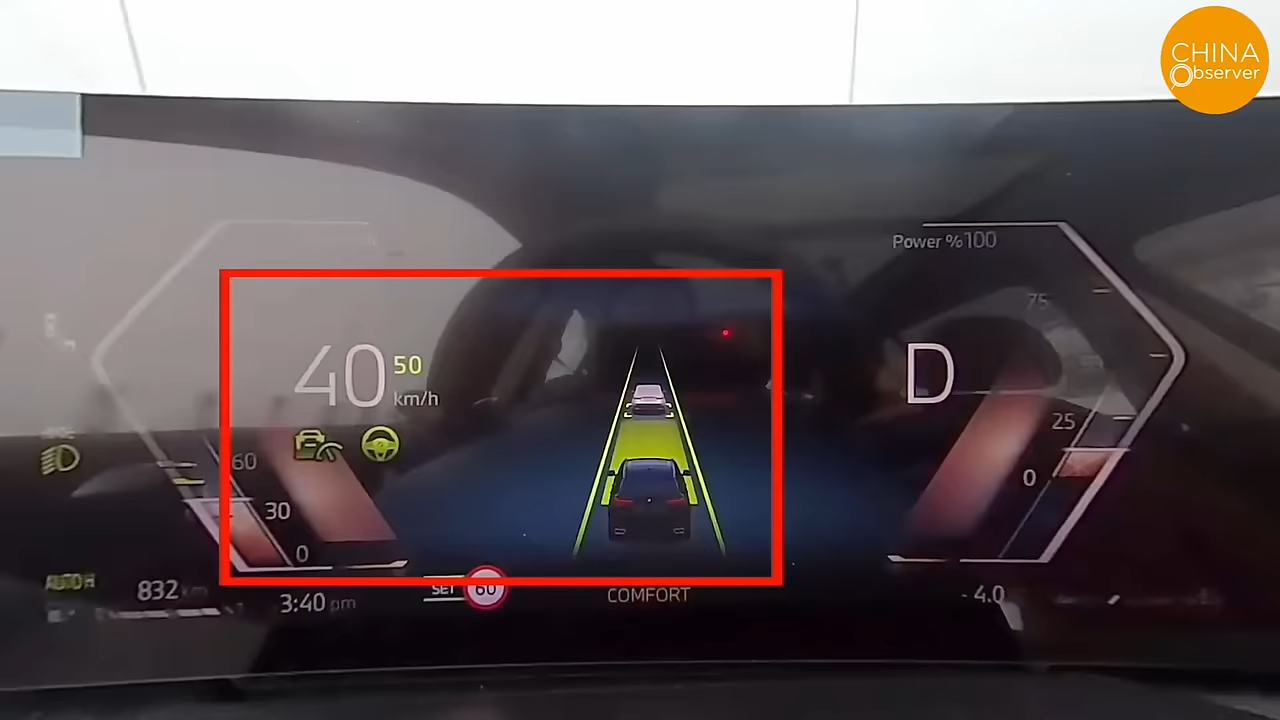 CHINA
Observer
Power %100
75
40 50
km/h
D
25
60
0
30
0
AUTO H
832 km
3:40 pm
SET 60
COMFORT
- 4.0